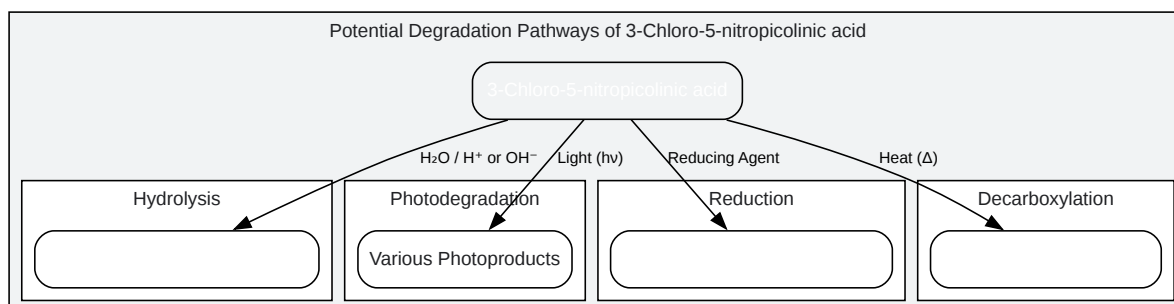 Potential Degradation Pathways of 3-Chloro-5-nitropicolinic acid
3-Chloro-5-nitropicolinic acid
H₂O / H⁺ or OH⁻
Light (hν)
Reducing Agent
Heat (Δ)
Hydrolysis
Photodegradation
Reduction
Decarboxylation
Various Photoproducts